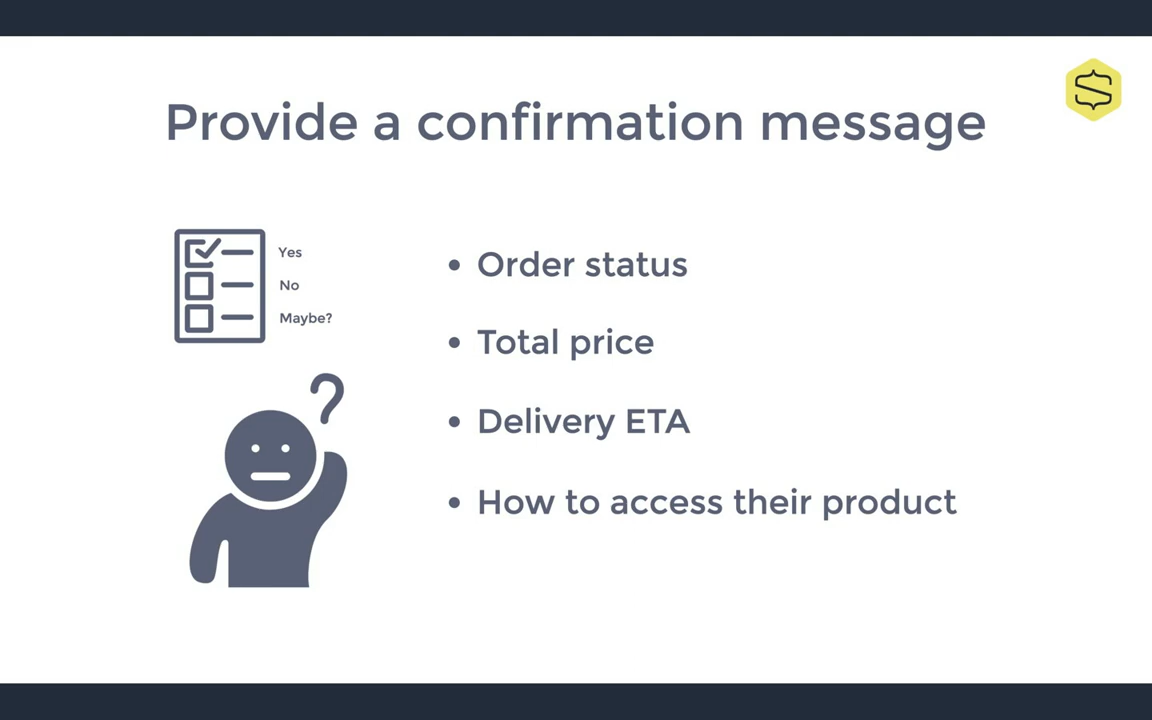 Provide a confirmation message
Yes
No
Maybe?
• Order status
• Total price
• Delivery ETA
• How to access their product